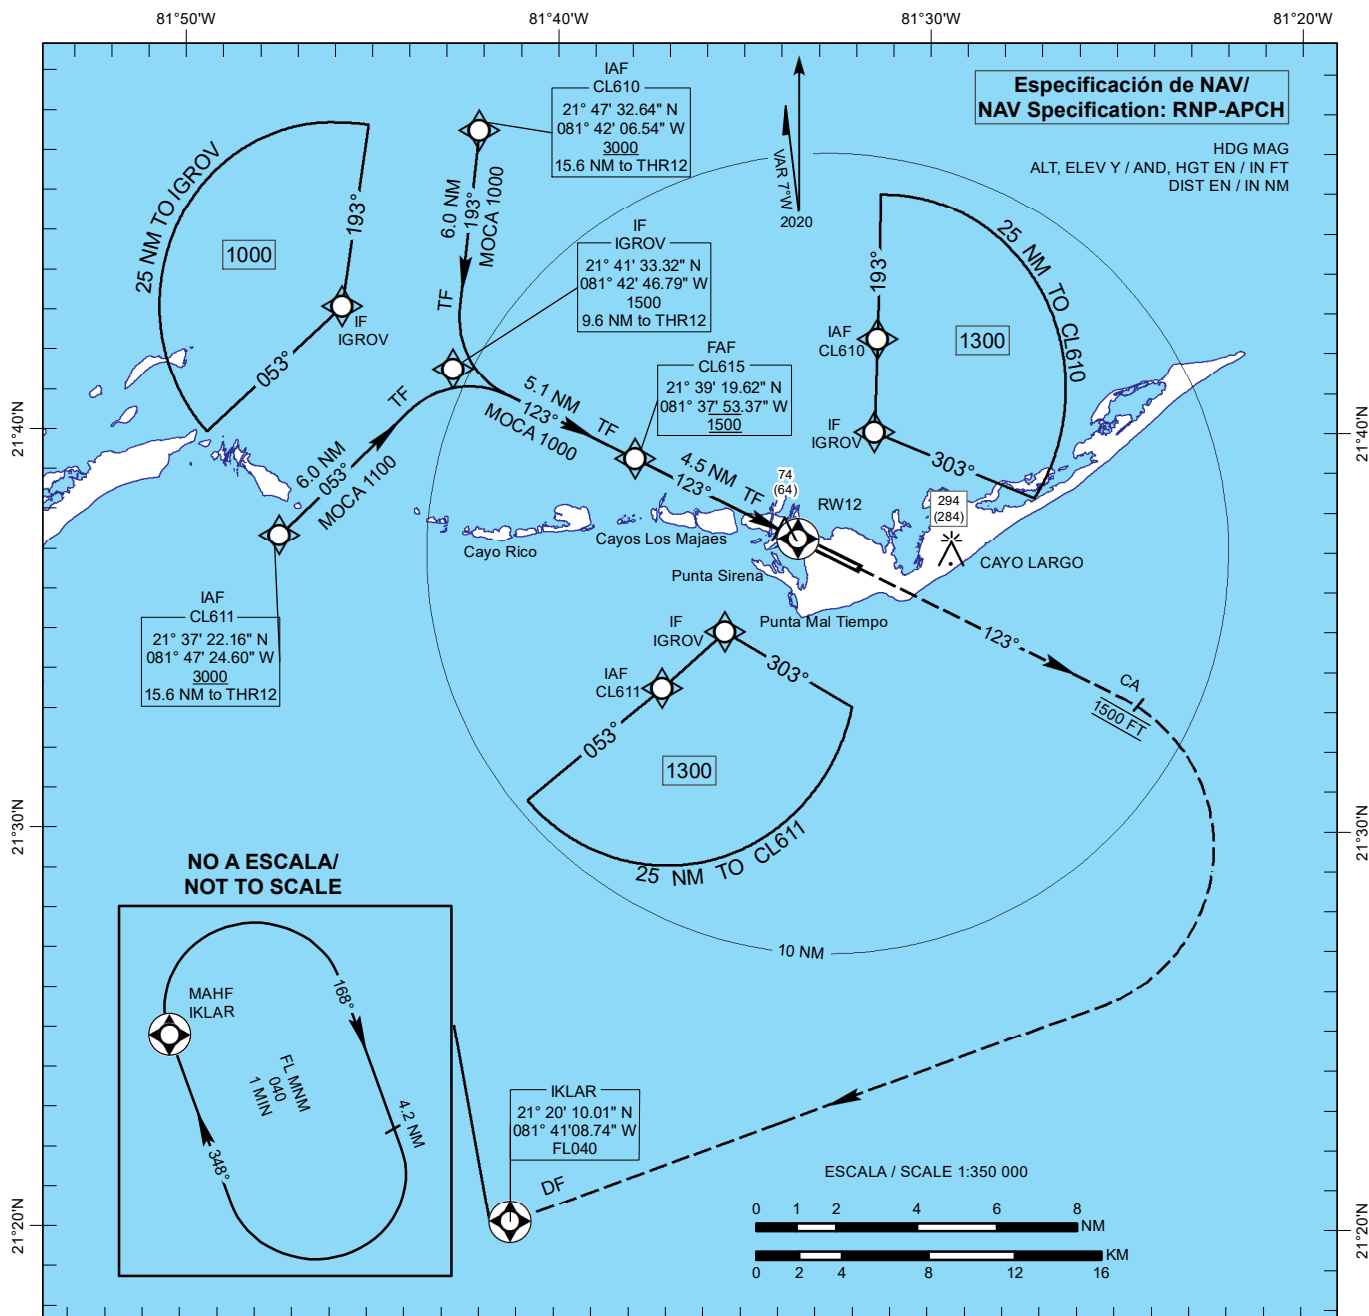 81°50'W
81°40'W
81°30'W
81°20'W
Especificación de NAV/
NAV Specification: RNP-APCH
HDG MAG
ALT, ELEV Y / AND, HGT EN / IN FT
DIST EN / IN NM
VAR 7°W
2020
IAF
CL610
21° 47' 32.64" N
081° 42' 06.54" W
3000
15.6 NM to THR12
25 NM TO IGROV
193°
1000
IF
IGROV
053°
6.0 NM
193°
MOCA 1000
TF
IF
IGROV
21° 41' 33.32" N
081° 42' 46.79" W
1500
9.6 NM to THR12
FAF
CL615
21° 39' 19.62" N
081° 37' 53.37" W
1500
25 NM TO CL610
193°
1300
IAF
CL610
IF
IGROV
303°
21°40'N
21°40'N
TF
6.0 NM
053°
MOCA 1100
5.1 NM
123°
TF
MOCA 1000
4.5 NM
123°
TF
74
(64)
RW12
294
(284)
CAYO LARGO
Cayo Rico
Cayos Los Majaes
Punta Sirena
Punta Mal Tiempo
IAF
CL611
21° 37' 22.16" N
081° 47' 24.60" W
3000
15.6 NM to THR12
IF
IGROV
IAF
CL611
303°
053°
1300
25 NM TO CL611
123°
CA
1500 FT
21°30'N
21°30'N
10 NM
NO A ESCALA/
NOT TO SCALE
MAHF
IKLAR
168°
FL MNM
040
1 MIN
4.2 NM
348°
IKLAR
21° 20' 10.01" N
081° 41'08.74" W
FL040
DF
ESCALA / SCALE 1:350 000
0 1 2 4 6 8
NM
KM
0 2 4 8 12 16
21°20'N
21°20'N